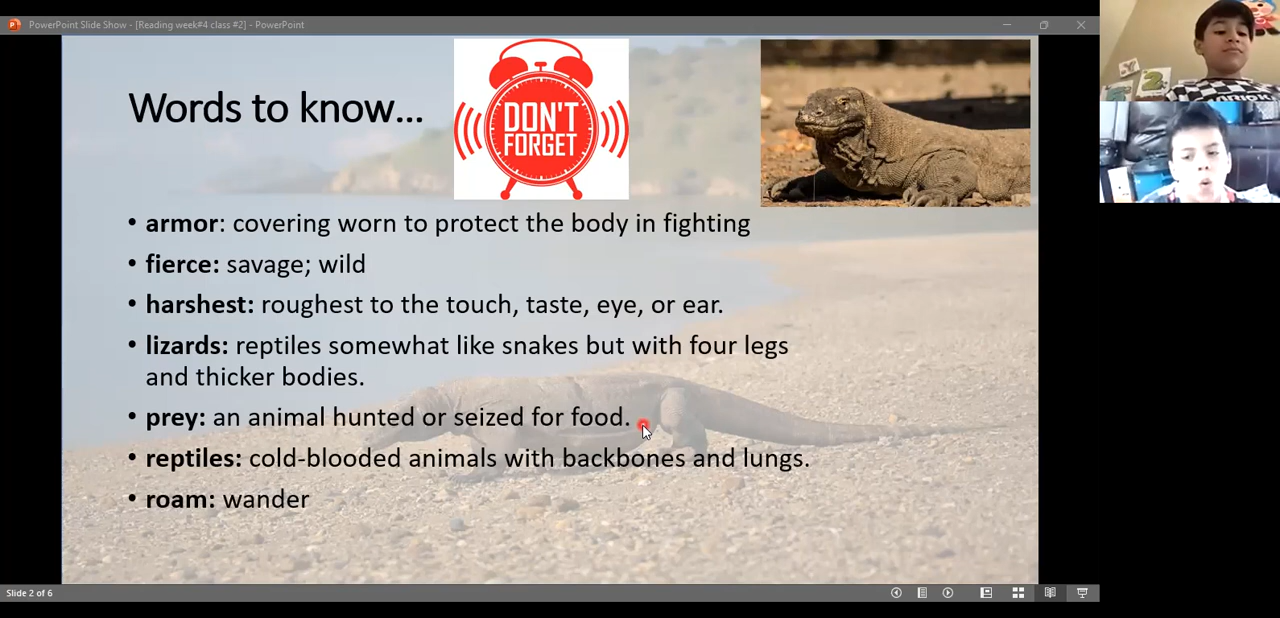 PowerPoint Slide Show - [Reading week#4 class #2] - PowerPoint
Words to know...
DON'T
FORGET
• armor: covering worn to protect the body in fighting
• fierce: savage; wild
• harshest: roughest to the touch, taste, eye, or ear.
• lizards: reptiles somewhat like snakes but with four legs
and thicker bodies.
• prey: an animal hunted or seized for food.
• reptiles: cold-blooded animals with backbones and lungs.
• roam: wander
Slide 2 of 6